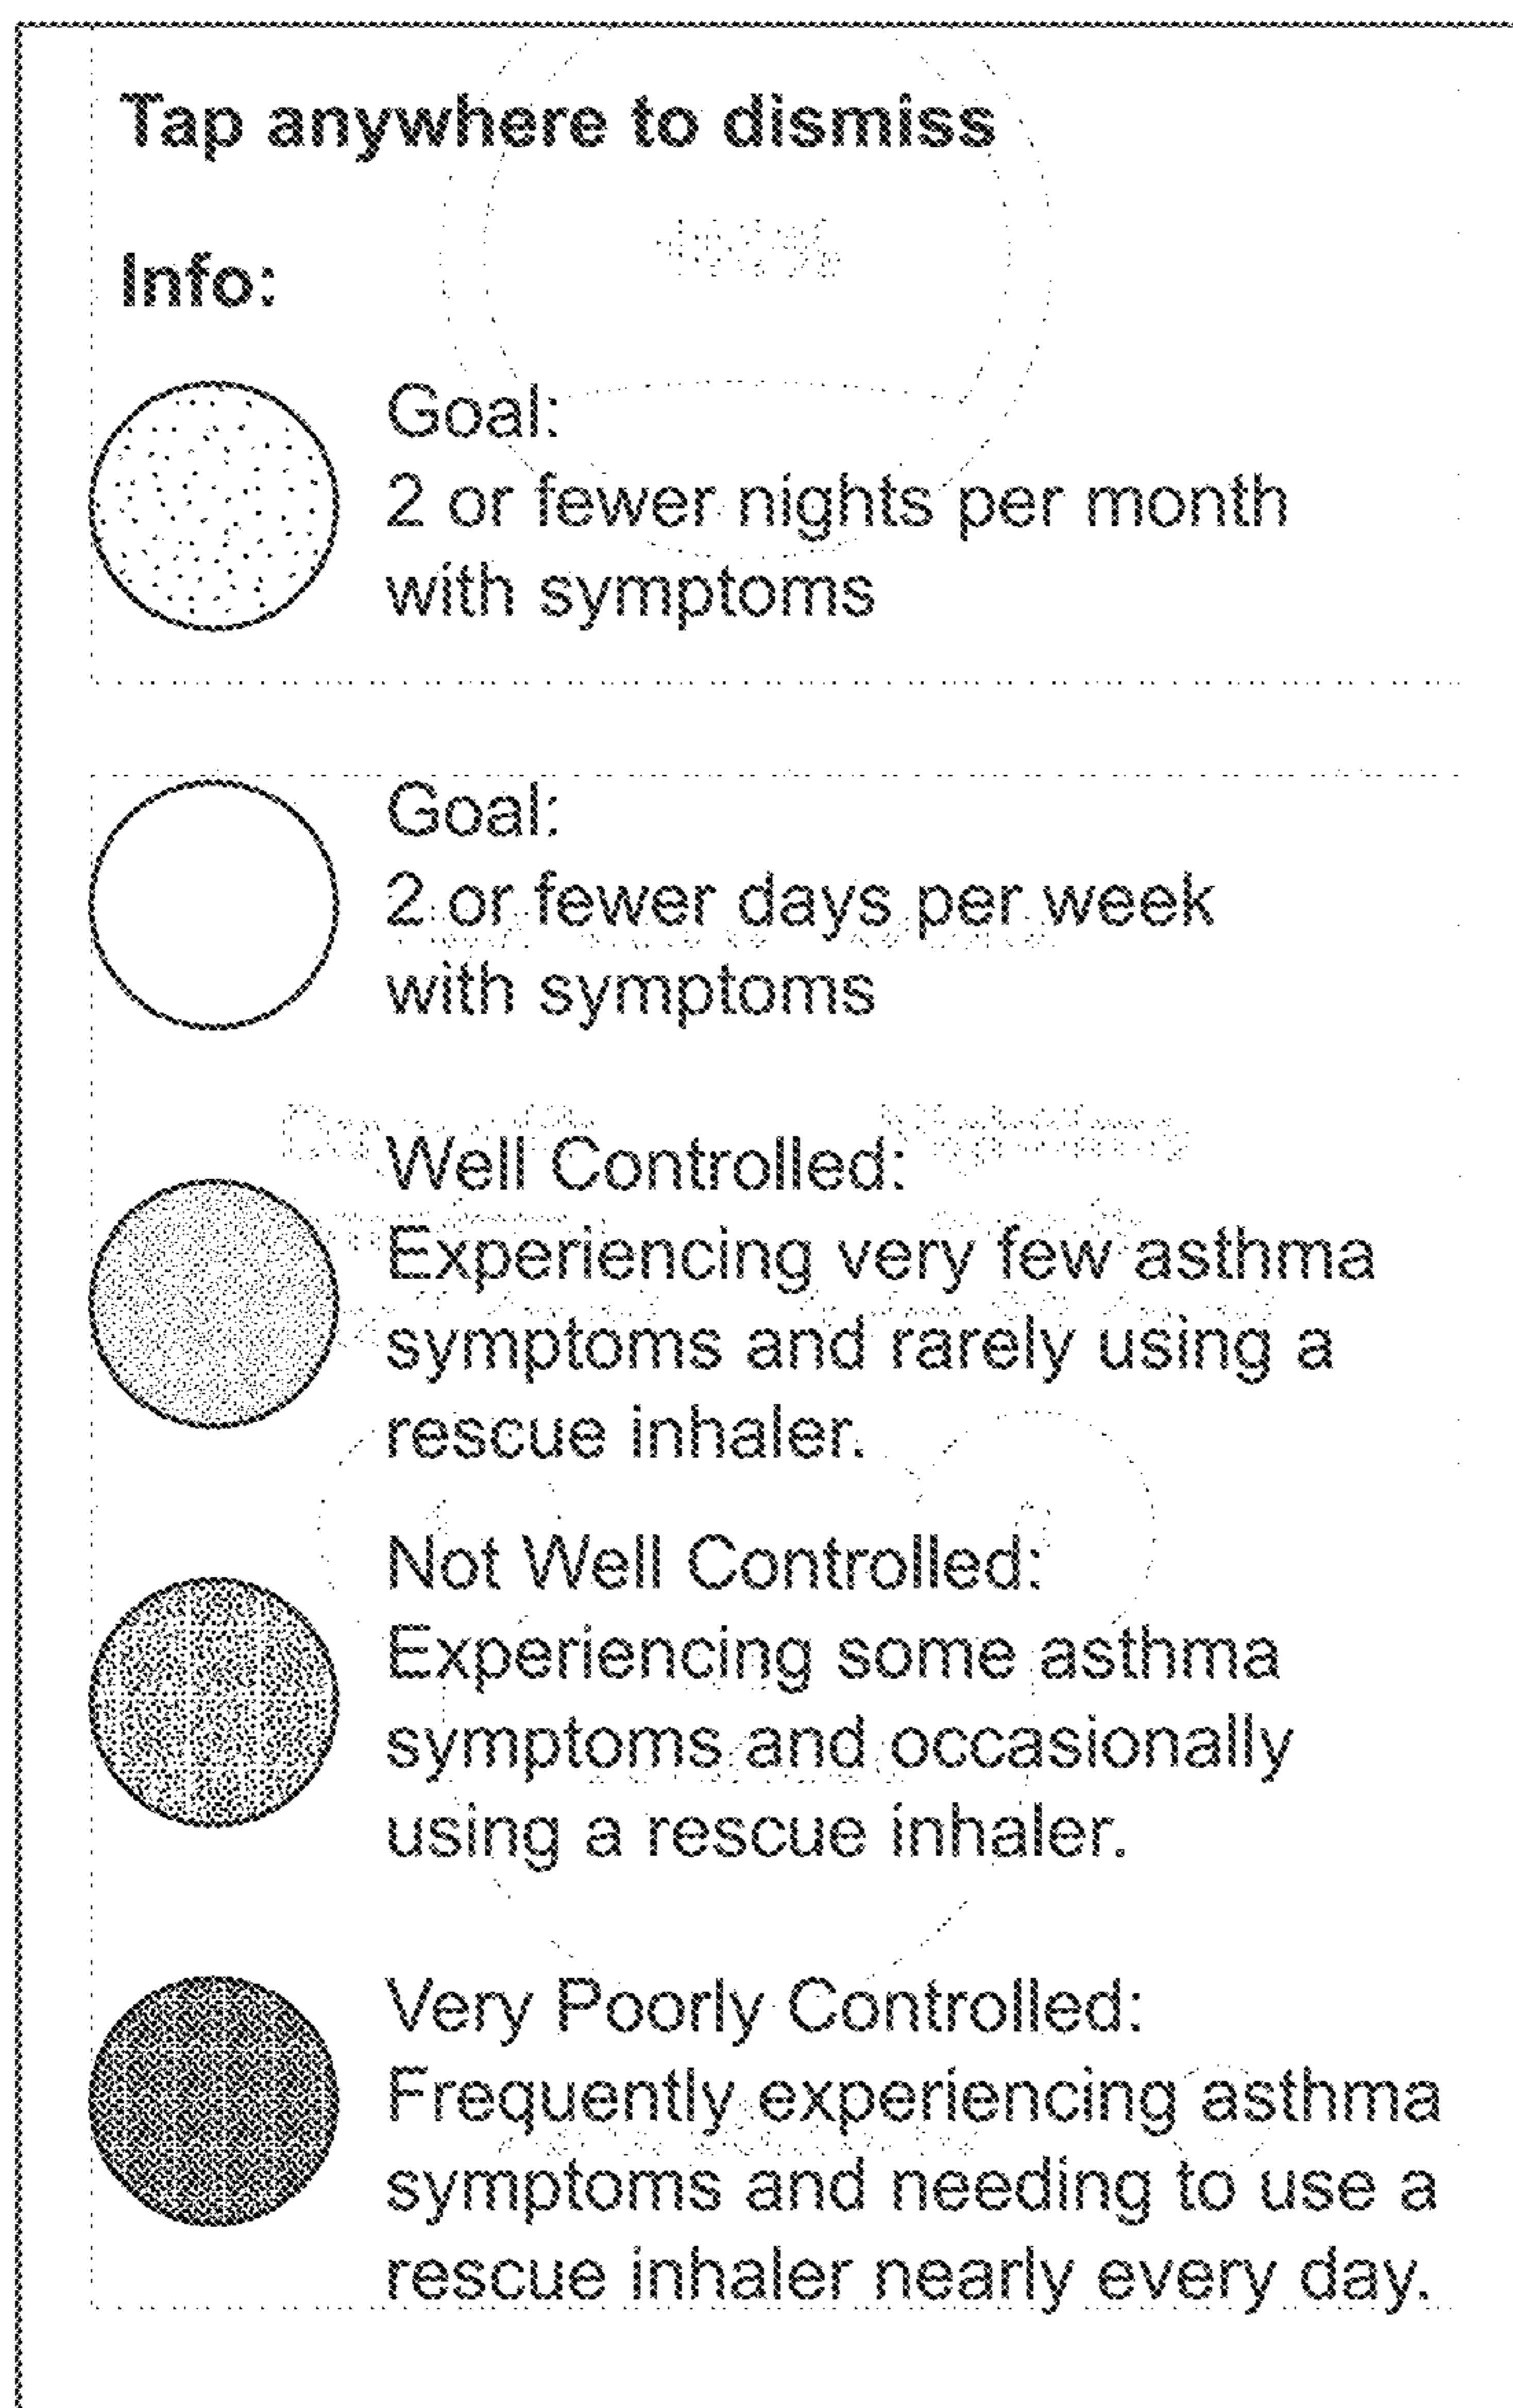 Tap anywhere to dismiss
Info:
Goal:
2 or fewer nights per month
with symptoms
Goal:
2 or fewer days per week
with symptoms
Well Controlled:
Experiencing very few asthma
symptoms and rarely using a
rescue inhaler.
Not Well Controlled:
Experiencing some asthma
symptoms and occasionally
using a rescue inhaler.
Very Poorly Controlled:
Frequently experiencing asthma
symptoms and needing to use a
rescue inhaler nearly every day.